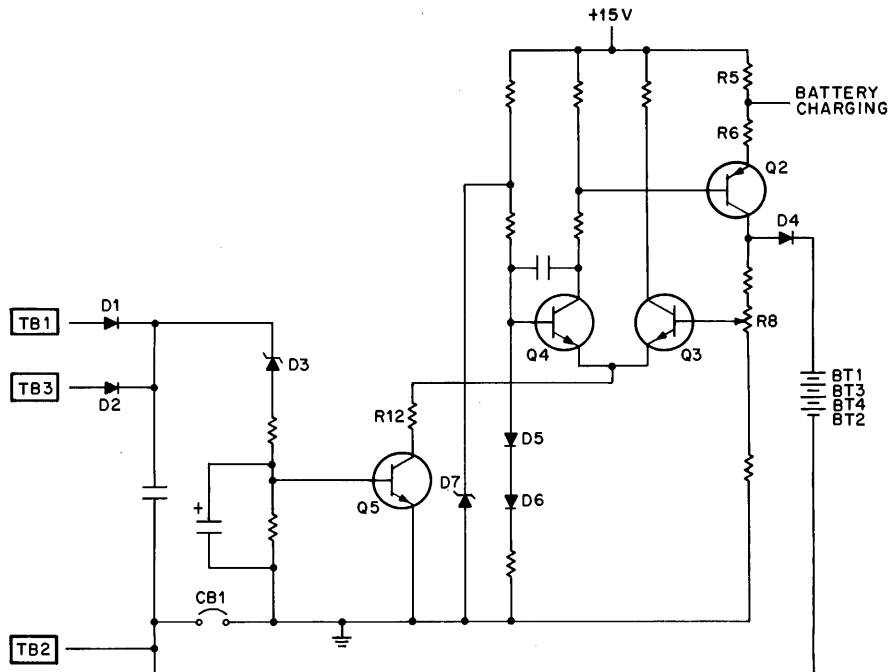 +15V
R5
BATTERY
CHARGING
R6
Q2
D4
D1
TB1
D3
Q4
Q3
R8
TB3
D2
BT1
BT3
BT4
BT2
R12
D5
D7
D6
Q5
+
CB1
TB2